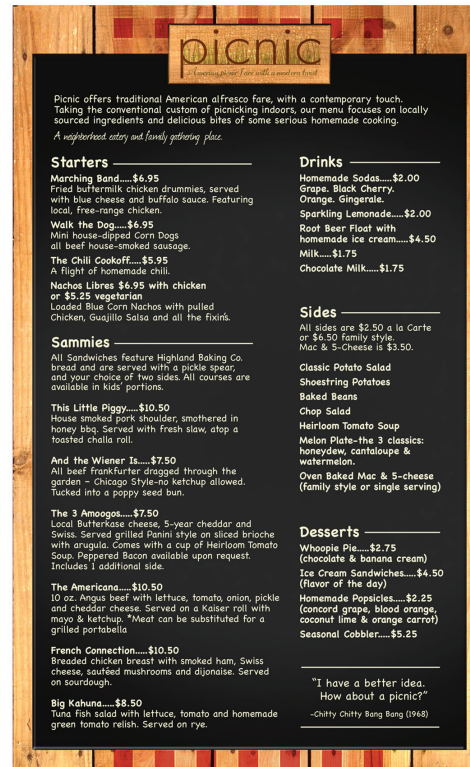 picnic
American picnic fare with a modern twist
Picnic offers traditional American alfresco fare, with a contemporary touch.
Taking the conventional custom of picnicking indoors, our menu focuses on locally
sourced ingredients and delicious bites of some serious homemade cooking.
A neighborhood eatery and family gathering place.
Starters
Marching Band.....$6.95
Fried buttermilk chicken drummies, served
with blue cheese and buffalo sauce. Featuring
local, free-range chicken.
Walk the Dog.....$6.95
Mini house-dipped Corn Dogs
all beef house-smoked sausage.
The Chili Cookoff.....$5.95
A flight of homemade chili.
Nachos Libres $6.95 with chicken
or $5.25 vegetarian
Loaded Blue Corn Nachos with pulled
Chicken, Guajillo Salsa and all the fixin's.
Sammies
All Sandwiches feature Highland Baking Co.
bread and are served with a pickle spear,
and your choice of two sides. All courses are
available in kids' portions.
This Little Piggy.....$10.50
House smoked pork shoulder, smothered in
honey bbq. Served with fresh slaw, atop a
toasted challa roll.
And the Wiener Is.....$7.50
All beef frankfurter dragged through the
garden – Chicago Style-no ketchup allowed.
Tucked into a poppy seed bun.
The 3 Amoogos.....$7.50
Local Butterkase cheese, 5-year cheddar and
Swiss. Served grilled Panini style on sliced brioche
with arugula. Comes with a cup of Heirloom Tomato
Soup. Peppered Bacon available upon request.
Includes 1 additional side.
The Americana.....$10.50
10 oz. Angus beef with lettuce, tomato, onion, pickle
and cheddar cheese. Served on a Kaiser roll with
mayo & ketchup. *Meat can be substituted for a
grilled portabella
French Connection.....$10.50
Breaded chicken breast with smoked ham, Swiss
cheese, sautéed mushrooms and dijonaise. Served
on sourdough.
Big Kahuna.....$8.50
Tuna fish salad with lettuce, tomato and homemade
green tomato relish. Served on rye.
Drinks
Homemade Sodas.....$2.00
Grape. Black Cherry.
Orange. Gingerale.
Sparkling Lemonade.....$2.00
Root Beer Float with
homemade ice cream.....$4.50
Milk.....$1.75
Chocolate Milk.....$1.75
Sides
All sides are $2.50 a la Carte
or $6.50 family style.
Mac & 5-Cheese is $3.50.
Classic Potato Salad
Shoestring Potatoes
Baked Beans
Chop Salad
Heirloom Tomato Soup
Melon Plate-the 3 classics:
honeydew, cantaloupe &
watermelon.
Oven Baked Mac & 5-cheese
(family style or single serving)
Desserts
Whoopie Pie.....$2.75
(chocolate & banana cream)
Ice Cream Sandwiches.....$4.50
(flavor of the day)
Homemade Popsicles.....$2.25
(concord grape, blood orange,
coconut lime & orange carrot)
Seasonal Cobbler.....$5.25
"I have a better idea.
How about a picnic?"
-Chitty Chitty Bang Bang (1968)